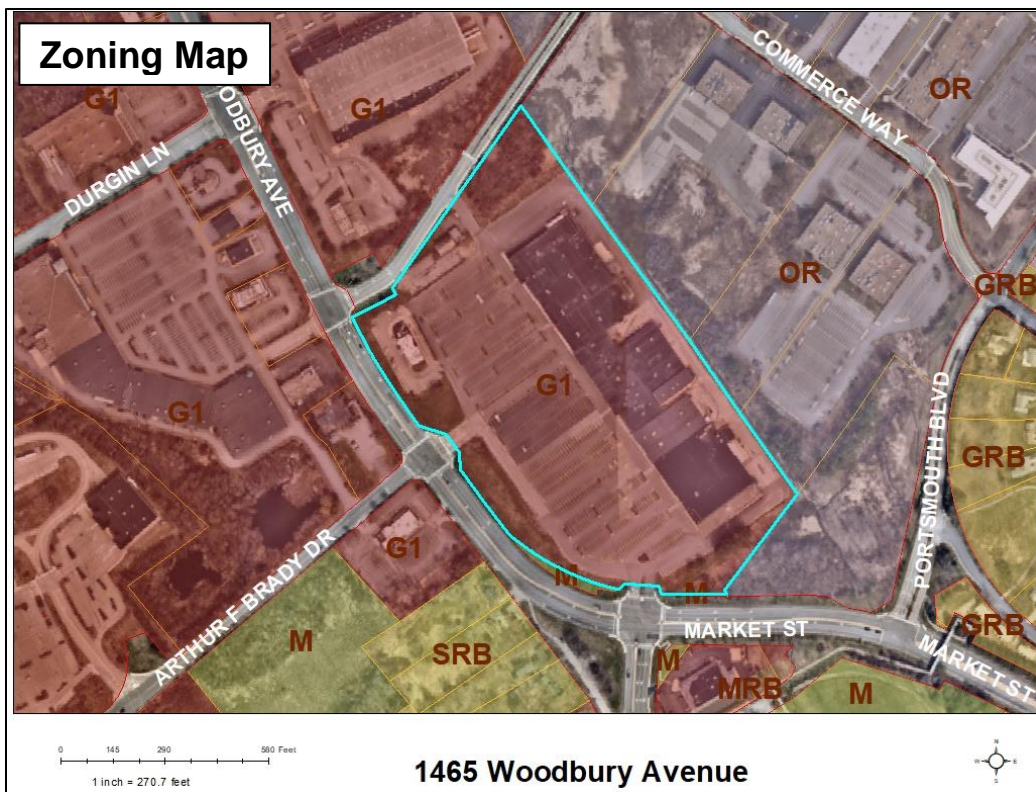 Zoning Map
G1
G1
OODBURY AVE
DURGIN LN
COMMERCE WAY
OR
OR
GRB
G1
G1
GRB
PORTSMOUTH BLVD
ARTHUR F BRADY DR
G1
M
M
M
SRB
MARKET ST
GRB
M
MRB
M
MARKET ST
0 145 290 580 Feet
1 inch = 270.7 feet
1465 Woodbury Avenue
N
W E
S